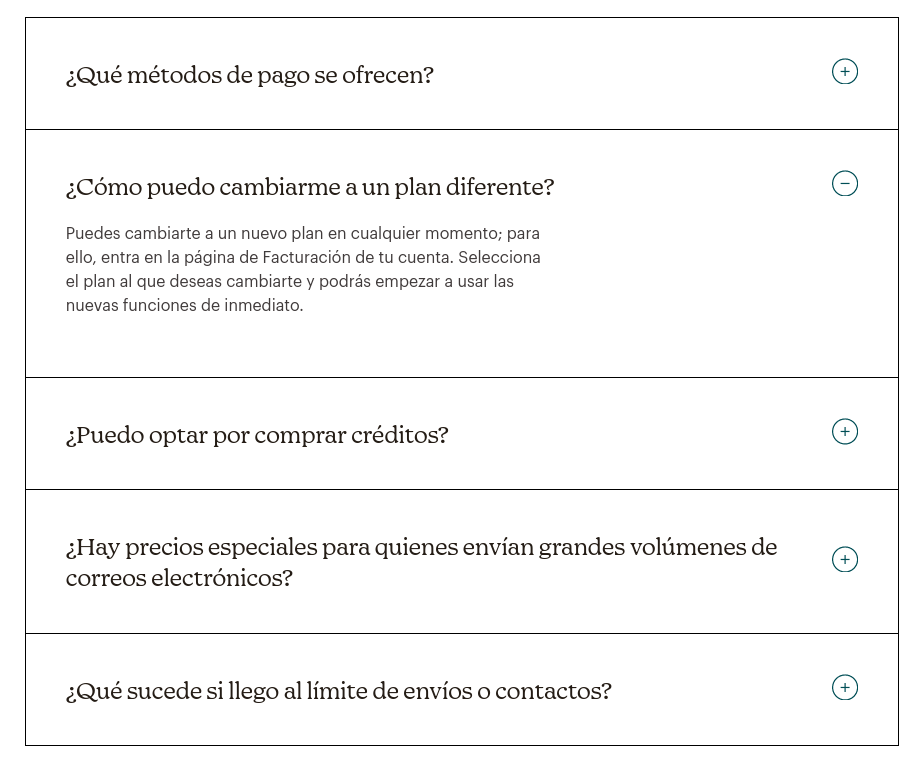 ¿Qué métodos de pago se ofrecen?
¿Cómo puedo cambiarme a un plan diferente?
Puedes cambiarte a un nuevo plan en cualquier momento; para
ello, entra en la página de Facturación de tu cuenta. Selecciona
el plan al que deseas cambiarte y podrás empezar a usar las
nuevas funciones de inmediato.
¿Puedo optar por comprar créditos?
¿Hay precios especiales para quienes envían grandes volúmenes de
correos electrónicos?
¿Qué sucede si llego al límite de envíos o contactos?